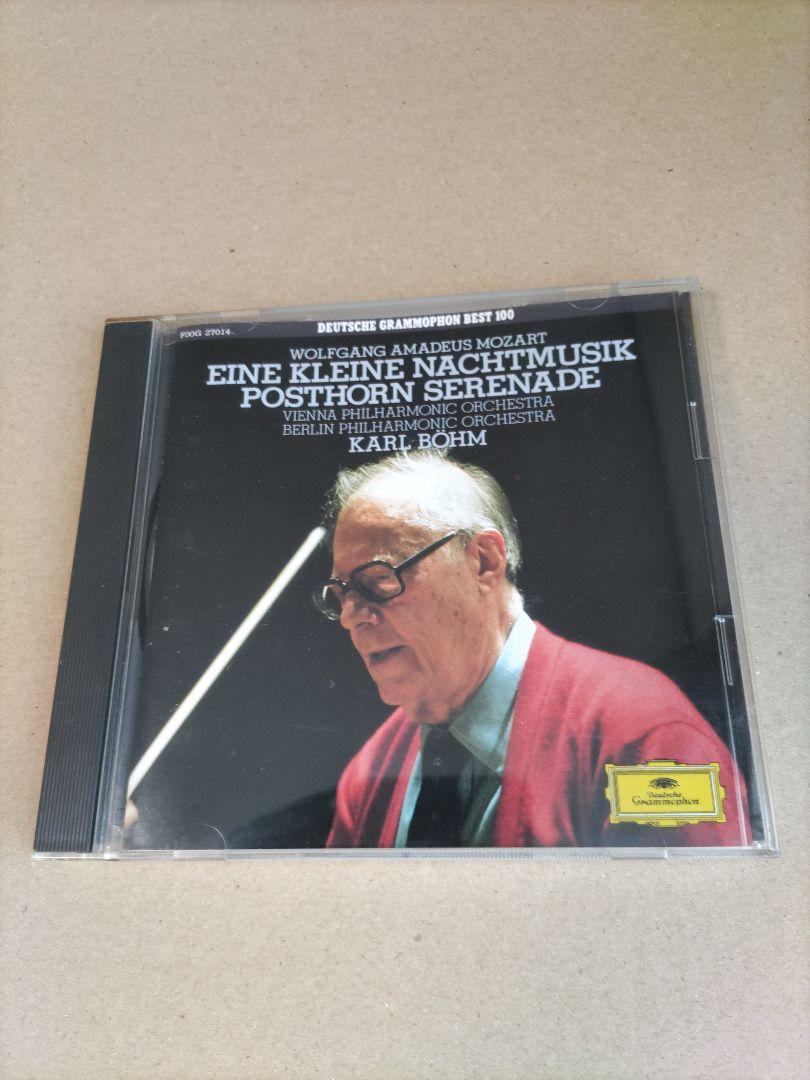 F00G 27014
DEUTSCHE GRAMMOPHON BEST 100
WOLFGANG AMADEUS MOZART
EINE KLEINE NACHTMUSIK
POSTHORN SERENADE
VIENNA PHILHARMONIC ORCHESTRA
BERLIN PHILHARMONIC ORCHESTRA
KARL BÖHM
Deutsche
Grammophon